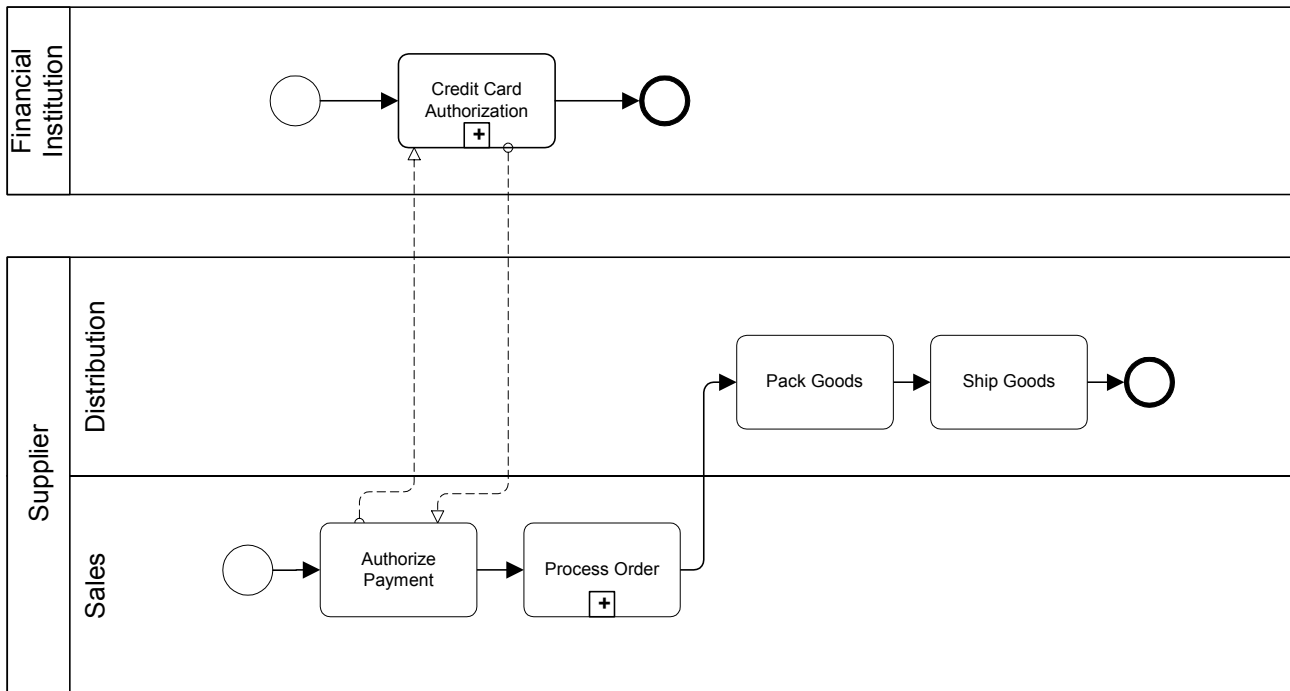 Financial
Institution
Credit Card
Authorization
+
Supplier
Distribution
Pack Goods
Ship Goods
Sales
Authorize
Payment
Process Order
+